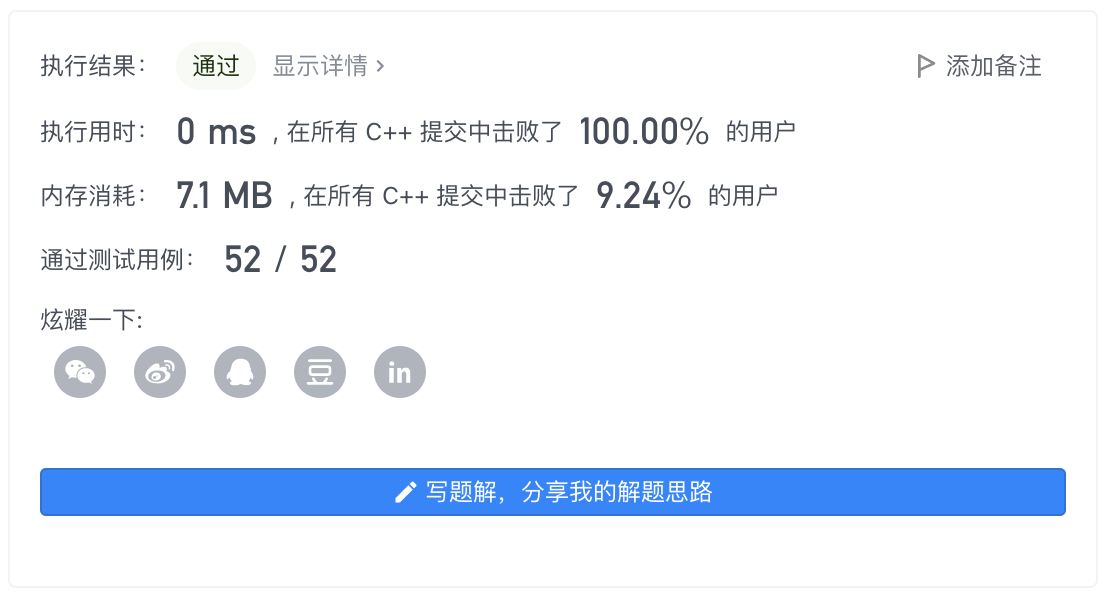 执行结果： 通过 显示详情 › 添加备注
执行用时： 0 ms , 在所有 C++ 提交中击败了 100.00% 的用户
内存消耗： 7.1 MB , 在所有 C++ 提交中击败了 9.24% 的用户
通过测试用例： 52 / 52
炫耀一下:
豆 in
写题解，分享我的解题思路